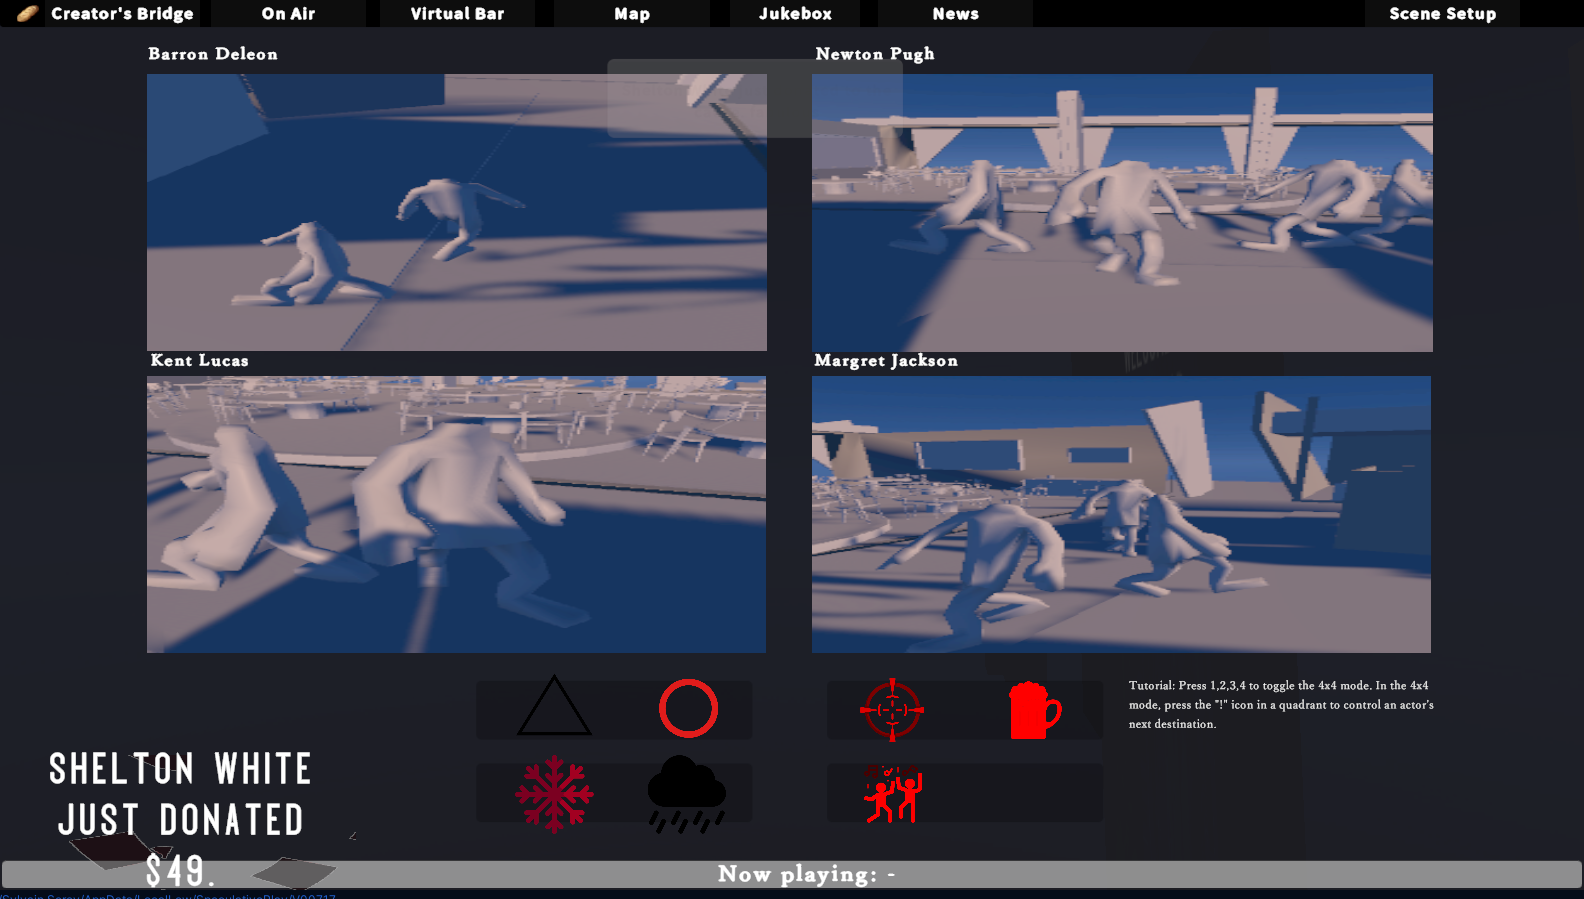 Creator's Bridge
On Air
Virtual Bar
Map
Jukebox
News
Scene Setup
Barron Deleon
Newton Pugh
Kent Lucas
Margret Jackson
Tutorial: Press 1,2,3,4 to toggle the 4x4 mode. In the 4x4
mode, press the "!" icon in a quadrant to control an actor's
next destination.
SHELTON WHITE
JUST DONATED
$49.
Now playing: -